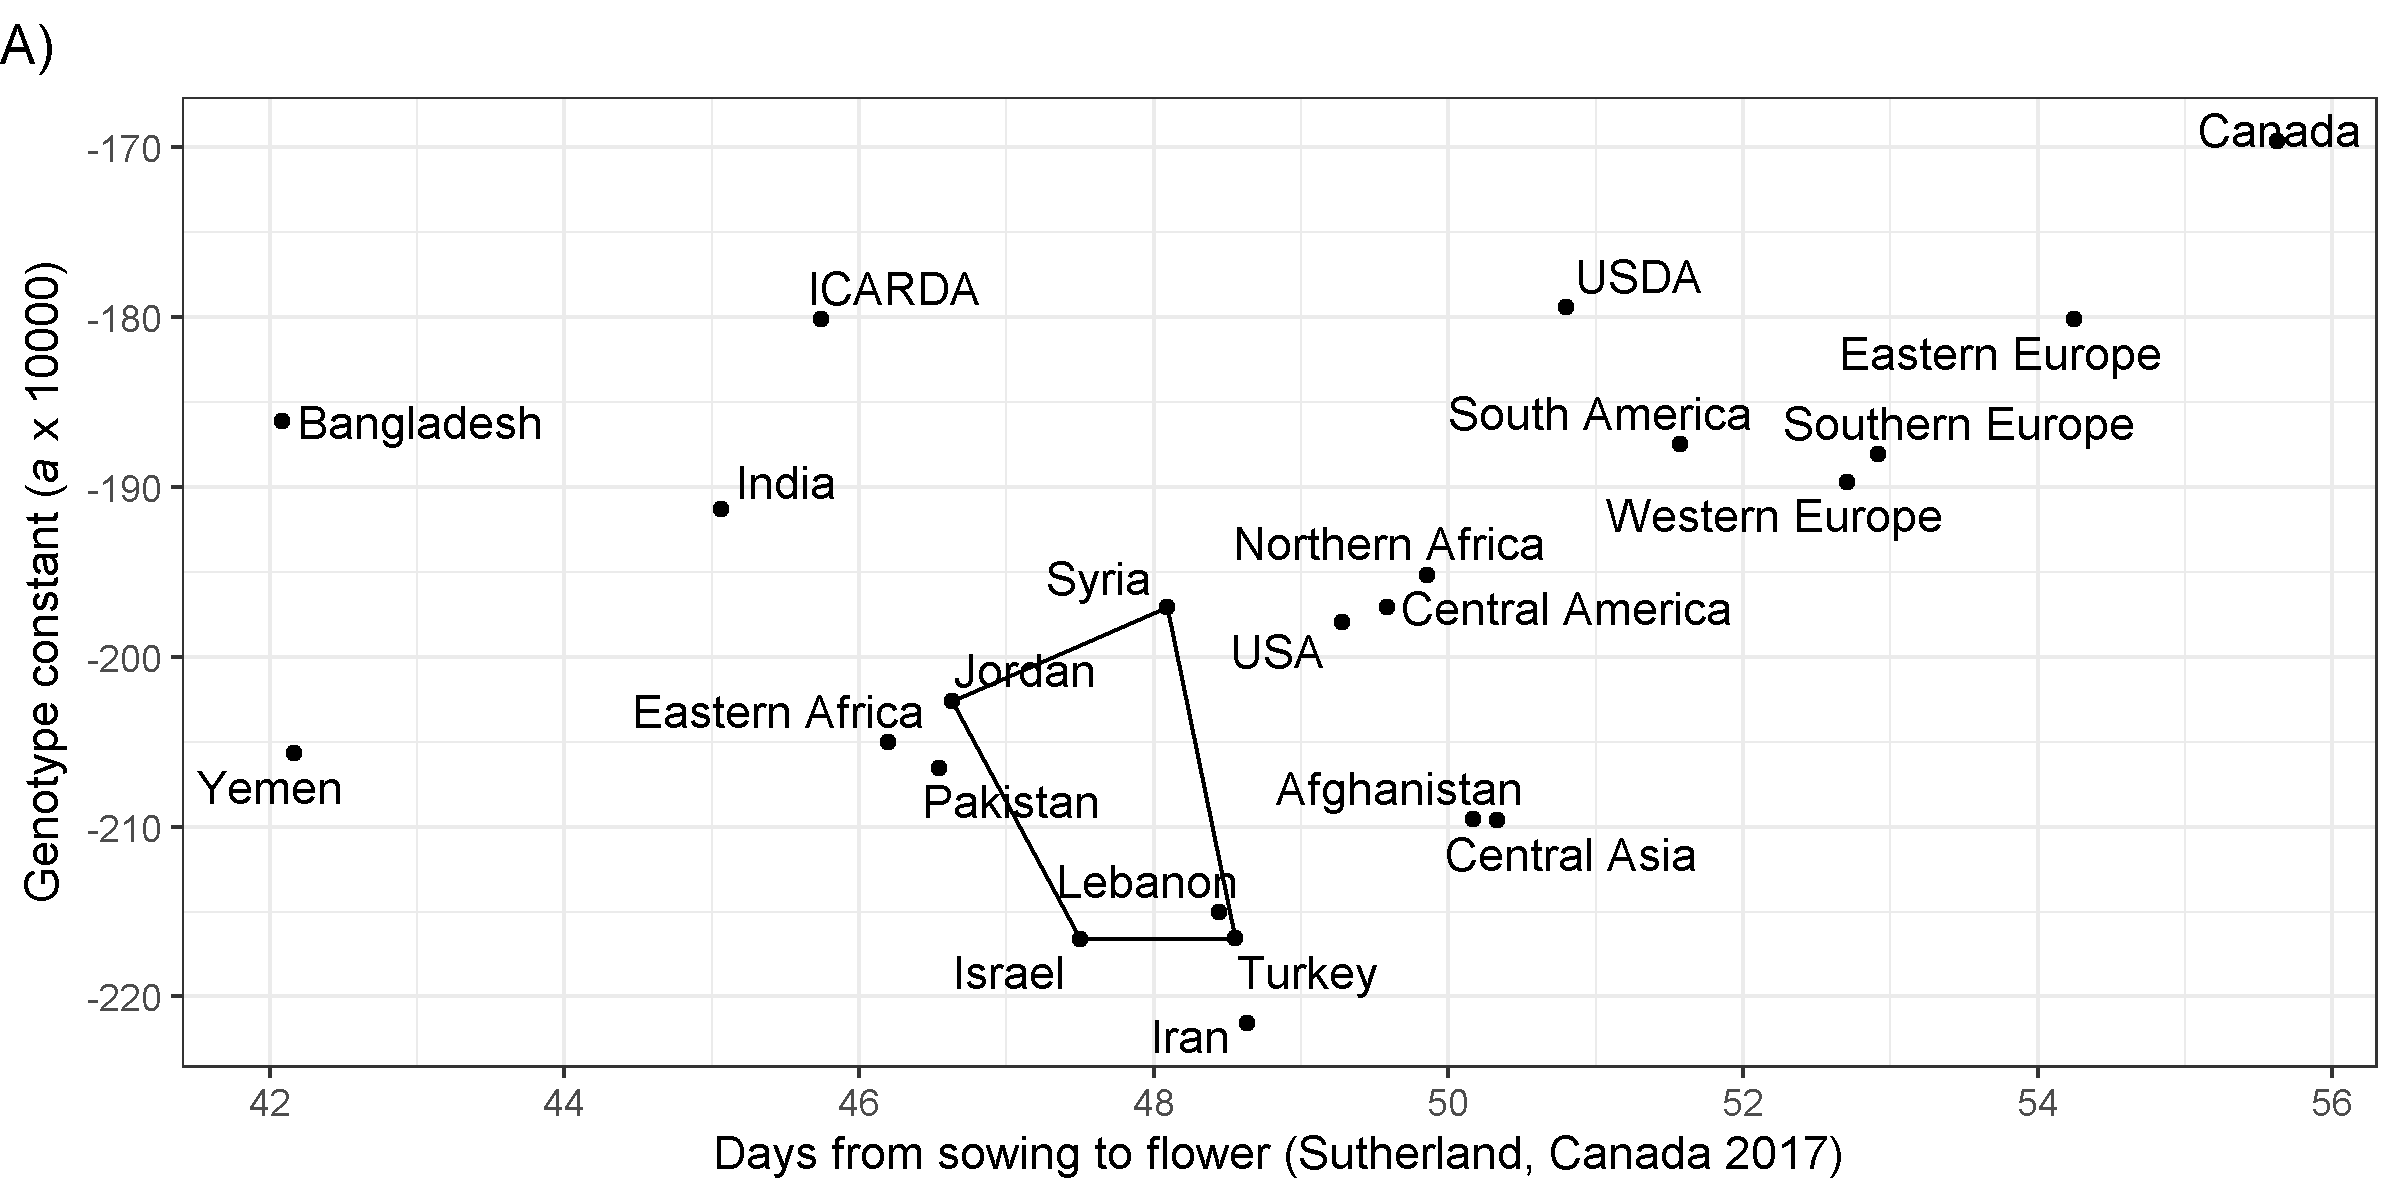 A)
Genotype constant (a x 10000)
-170
-180
-190
-200
-210
-220
Canada
ICARDA
USDA
Eastern Europe
Bangladesh
South America
Southern Europe
India
Western Europe
Northern Africa
Syria
Central America
USA
Jordan
Eastern Africa
Yemen
Pakistan
Afghanistan
Central Asia
Lebanon
Israel
Turkey
Iran
42 44 46 48 50 52 54 56
Days from sowing to flower (Sutherland, Canada 2017)